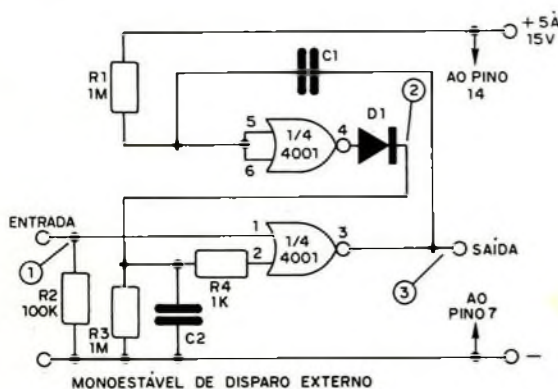 + 5À
15V
C1
R1
1M
AO PINO
14
2
D1
5
6
1/4
4001
4
ENTRADA
1
1
2
1/4
4001
3
SAÍDA
3
R4
1K
R2
100K
R3
1M
C2
AO
PINO 7
−
MONOESTÁVEL DE DISPARO EXTERNO